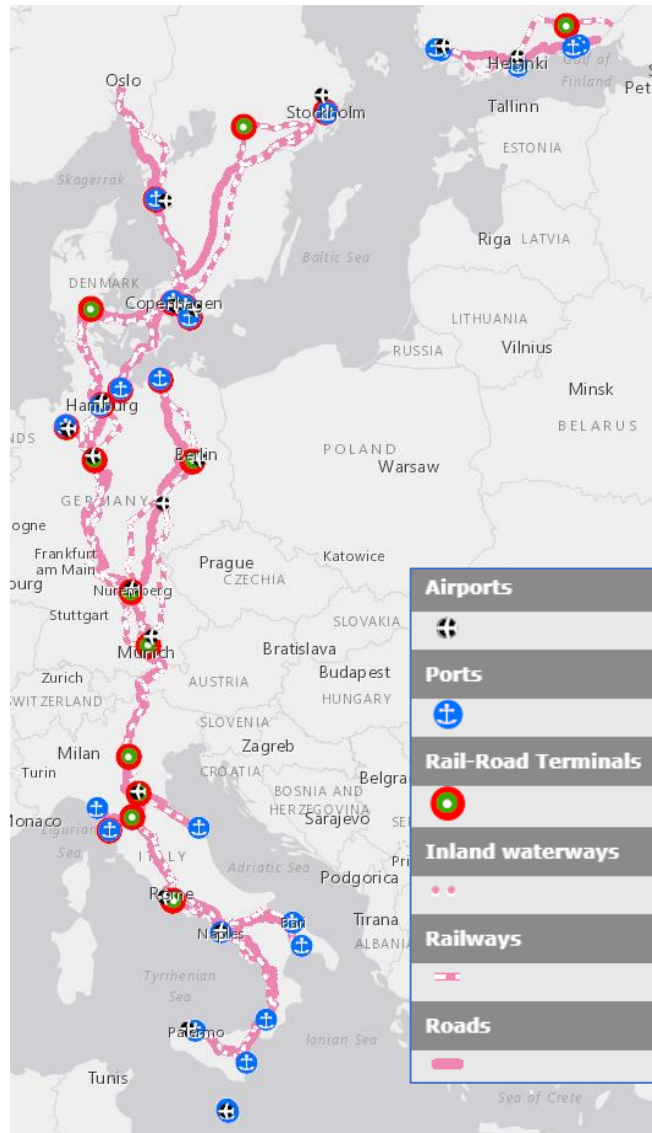 Oslo
Helsinki
Gulf of
Finland
S
Pet
Tallinn
Stockholm
ESTONIA
Skagerrak
Riga
LATVIA
Baltic Sea
DENMARK
Copenhagen
LITHUANIA
Vilnius
RUSSIA
Minsk
Hamburg
BELARUS
NDS
Berlin
POLAND
Warsaw
GERMANY
ogne
Frankfurt
am Main
Prague
Katowice
ourg
CZECHIA
Nuremberg
Stuttgart
SLOVAKIA
Munich
Bratislava
Zurich
AUSTRIA
Budapest
SWITZERLAND
HUNGARY
SLOVENIA
Milan
Zagreb
Turin
CROATIA
Belgra
BOSNIA AND
HERZEGOVINA
SE
Monaco
Sarajevo
Ligurian
Sea
ITALY
Adriatic Sea
Pri
Podgorica
Rome
Tirana
Naples
Bari
ALBANIA
Tyrrhenian
Sea
Palermo
Ionian Sea
Tunis
Sea of Crete
Airports
Ports
Rail-Road Terminals
Inland waterways
Railways
Roads